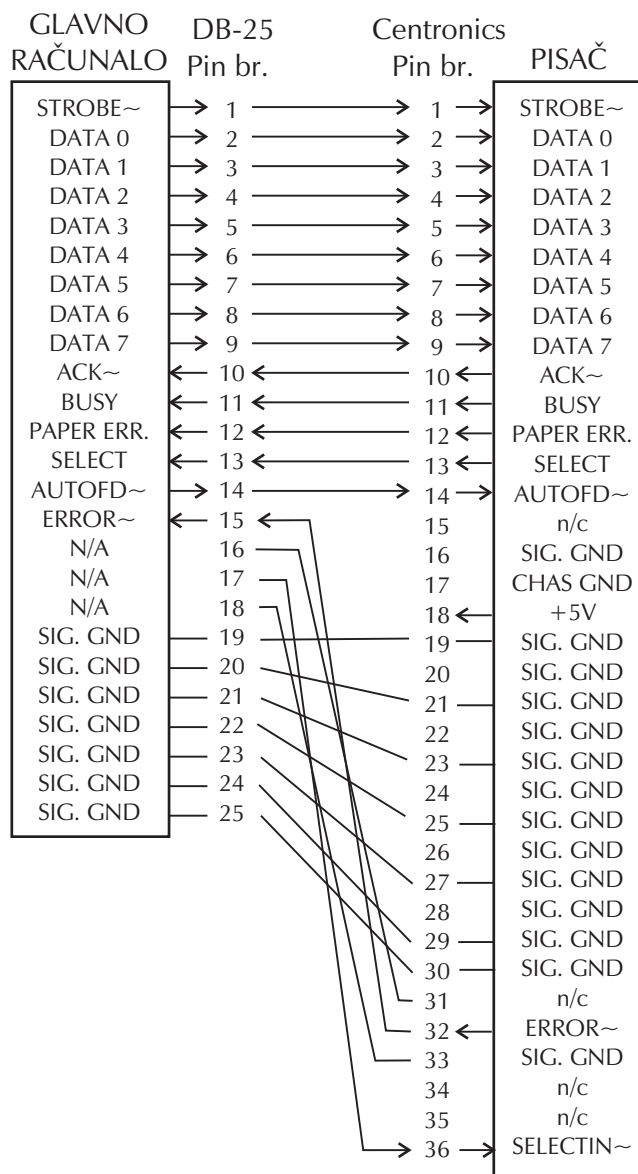 GLAVNO RAČUNALO DB-25 Pin br. Centronics Pin br. PISAČ
STROBE~ 1 1 STROBE~
DATA 0 2 2 DATA 0
DATA 1 3 3 DATA 1
DATA 2 4 4 DATA 2
DATA 3 5 5 DATA 3
DATA 4 6 6 DATA 4
DATA 5 7 7 DATA 5
DATA 6 8 8 DATA 6
DATA 7 9 9 DATA 7
ACK~ 10 10 ACK~
BUSY 11 11 BUSY
PAPER ERR. 12 12 PAPER ERR.
SELECT 13 13 SELECT
AUTOFD~ 14 14 AUTOFD~
ERROR~ 15 15 n/c
N/A 16 16 SIG. GND
N/A 17 17 CHAS GND
N/A 18 18 +5V
SIG. GND 19 19 SIG. GND
SIG. GND 20 20 SIG. GND
SIG. GND 21 21 SIG. GND
SIG. GND 22 22 SIG. GND
SIG. GND 23 23 SIG. GND
SIG. GND 24 24 SIG. GND
SIG. GND 25 25 SIG. GND
26 SIG. GND
27 SIG. GND
28 SIG. GND
29 SIG. GND
30 SIG. GND
31 n/c
32 ERROR~
33 SIG. GND
34 n/c
35 n/c
36 SELECTIN~